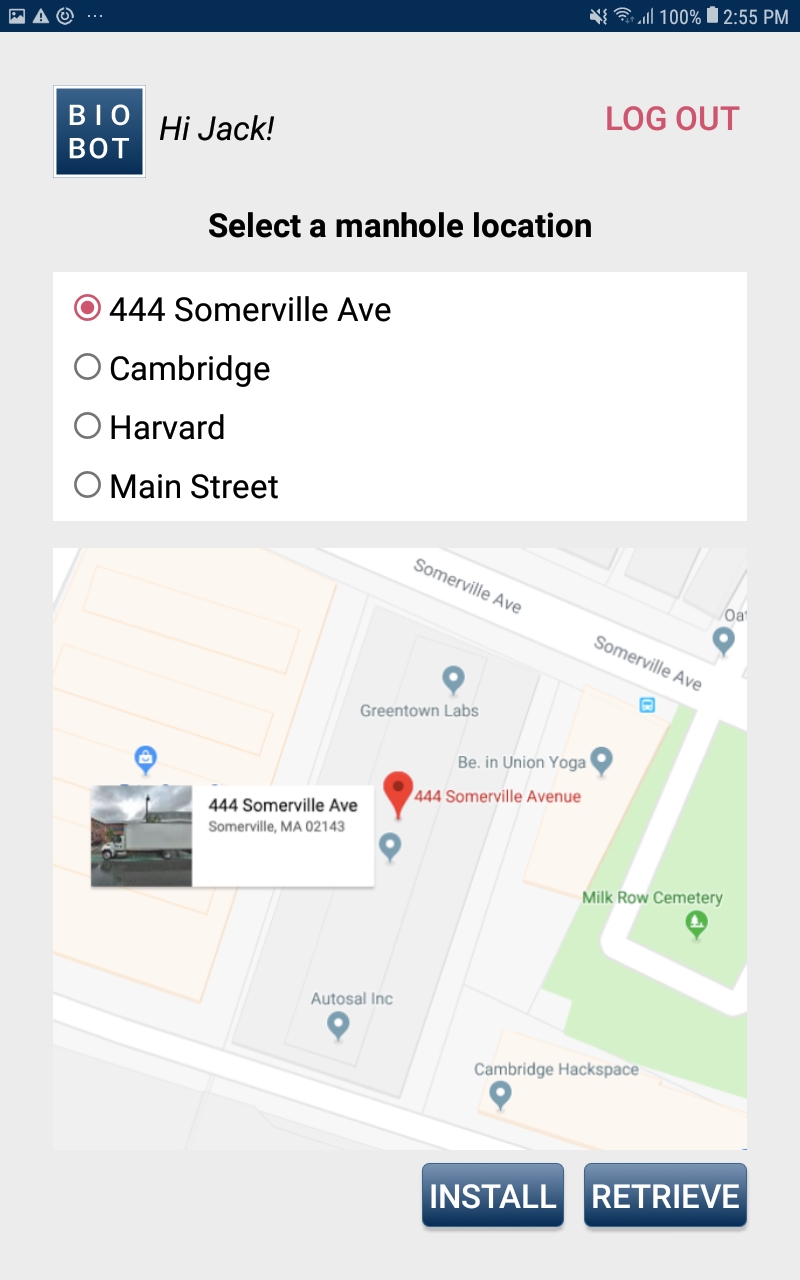 100% 2:55 PM
BIO
BOT
Hi Jack!
LOG OUT
Select a manhole location
444 Somerville Ave
Cambridge
Harvard
Main Street
Somerville Ave
Somerville Ave
Greentown Labs
Be. in Union Yoga
444 Somerville Avenue
444 Somerville Ave
Somerville, MA 02143
Milk Row Cemetery
Autosal Inc
Cambridge Hackspace
INSTALL
RETRIEVE